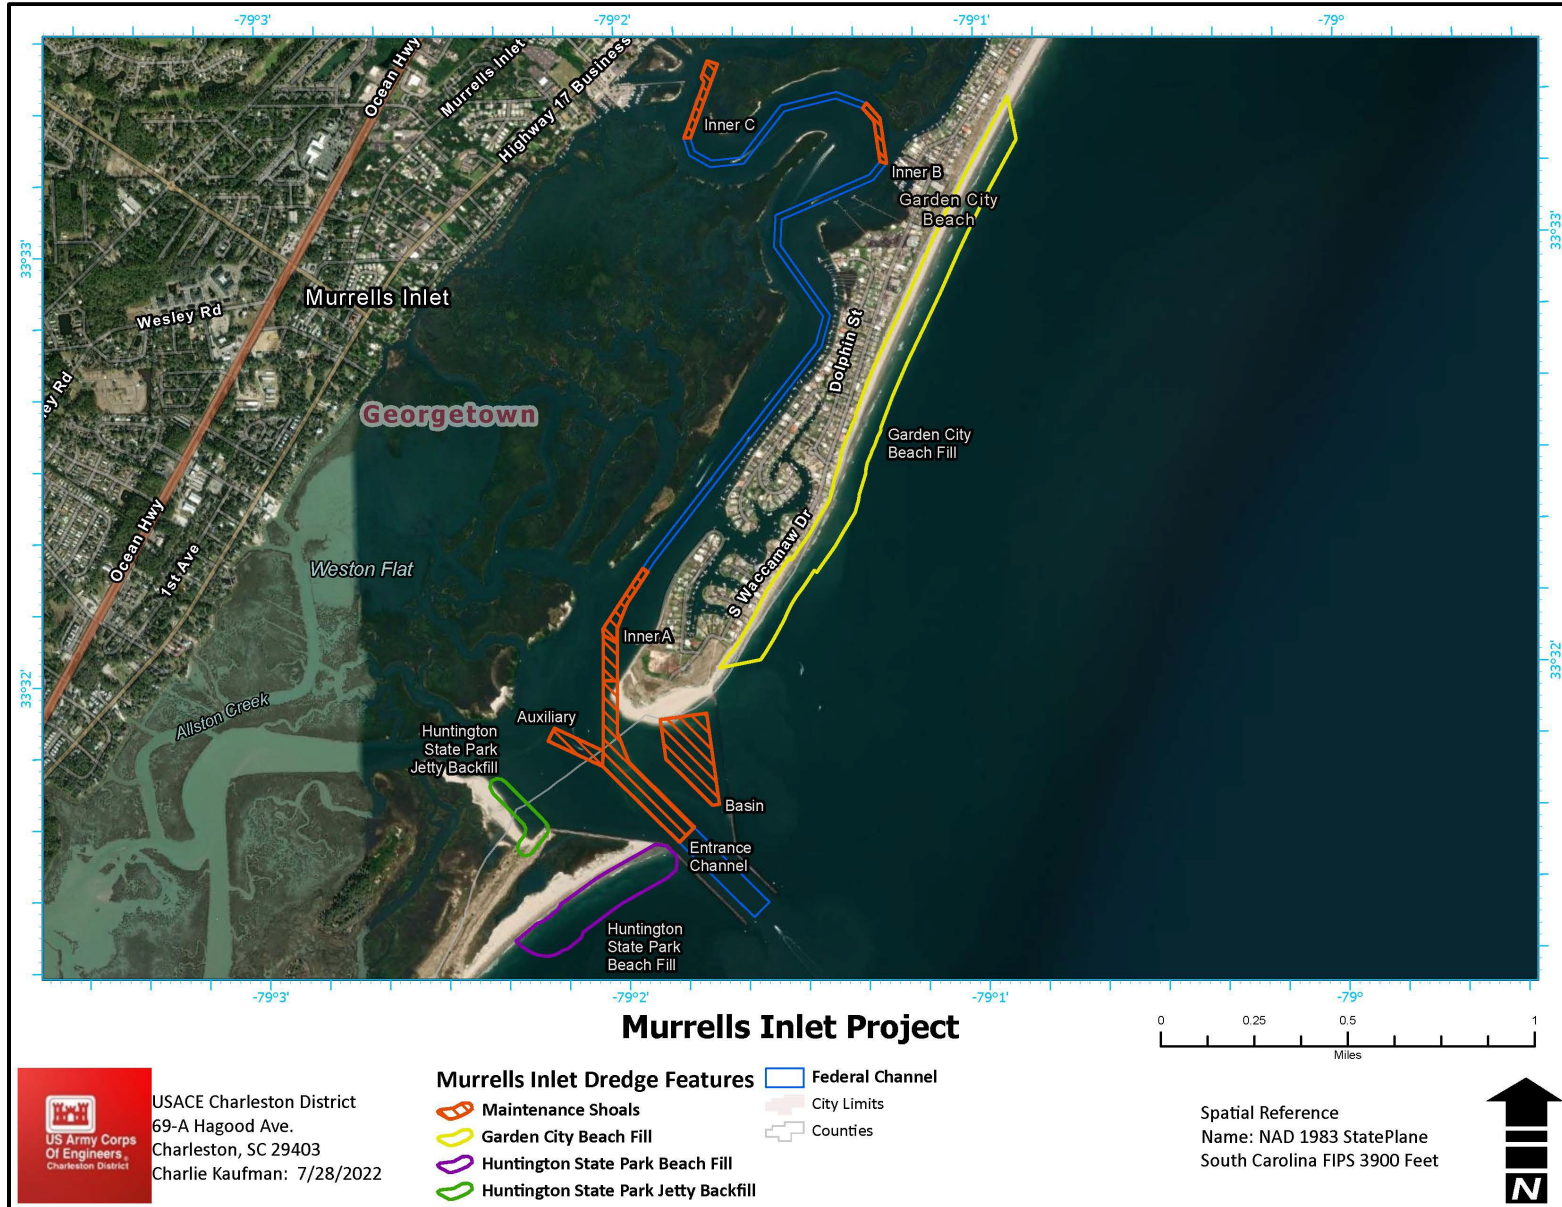 -79°3'
-79°2'
-79°1'
-79°
Ocean Hwy
Murrells Inlet
Highway 17 Business
Inner C
Inner B
Garden City
Beach
33°33'
33°33'
Wesley Rd
Murrells Inlet
Dolphin St
ey Rd
Georgetown
Garden City
Beach Fill
Ocean Hwy
1st Ave
Weston Flat
S Waccamaw Dr
Inner A
33°32'
33°32'
Allston Creek
Auxiliary
Huntington
State Park
Jetty Backfill
Basin
Entrance
Channel
Huntington
State Park
Beach Fill
-79°3'
-79°2'
-79°1'
-79°
Murrells Inlet Project
0 0.25 0.5 1
Miles
US Army Corps
Of Engineers®
Charleston District
USACE Charleston District
69-A Hagood Ave.
Charleston, SC 29403
Charlie Kaufman: 7/28/2022
Murrells Inlet Dredge Features
Maintenance Shoals
Garden City Beach Fill
Huntington State Park Beach Fill
Huntington State Park Jetty Backfill
Federal Channel
City Limits
Counties
Spatial Reference
Name: NAD 1983 StatePlane
South Carolina FIPS 3900 Feet
N